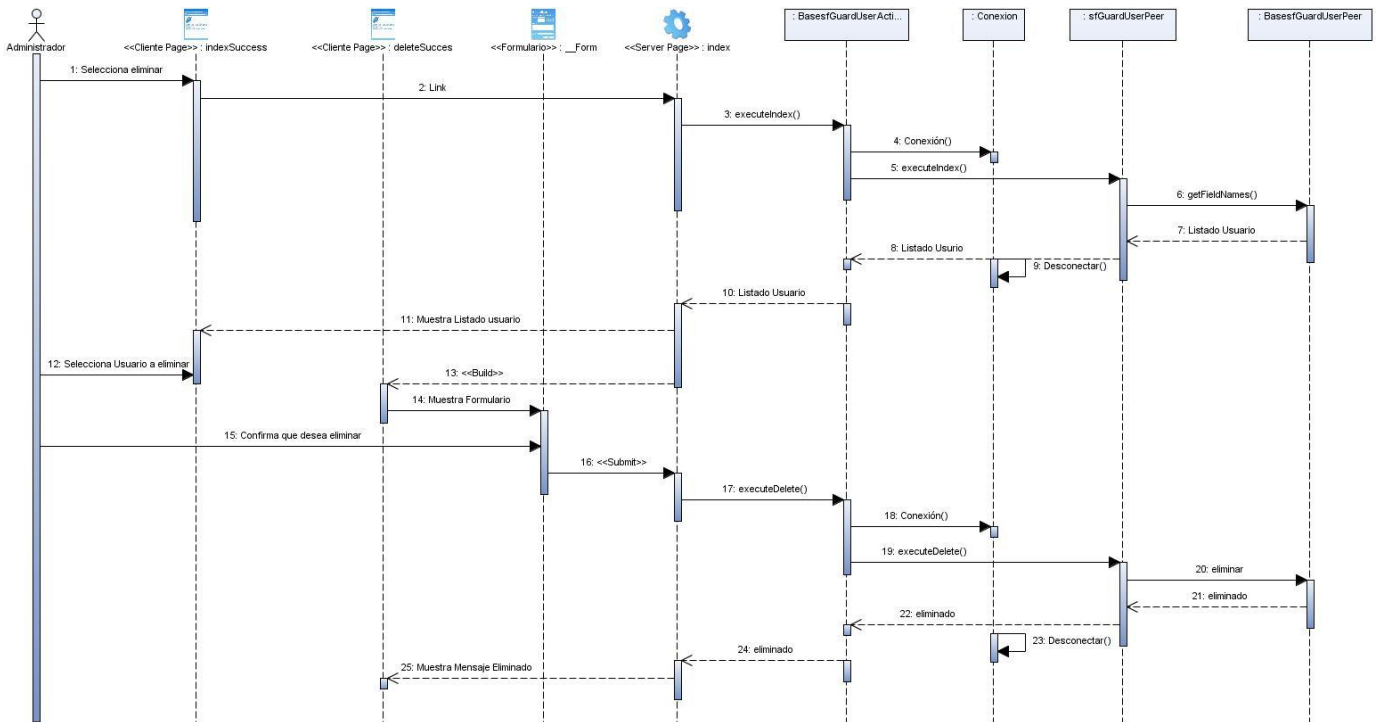 Administrador
<<Cliente Page>> : indexSuccess
<<Cliente Page>> : deleteSucces
<<Formulario>> : __Form
<<Server Page>> : index
: BasesfGuardUserActi...
: Conexion
: sfGuardUserPeer
: BasesfGuardUserPeer
1: Selecciona eliminar
2: Link
3: executeIndex()
4: Conexión()
5: executeIndex()
6: getFieldNames()
7: Listado Usuario
8: Listado Usurio
9: Desconectar()
10: Listado Usuario
11: Muestra Listado usuario
12: Selecciona Usuario a eliminar
13: <<Build>>
14: Muestra Formulario
15: Confirma que desea eliminar
16: <<Submit>>
17: executeDelete()
18: Conexión()
19: executeDelete()
20: eliminar
21: eliminado
22: eliminado
23: Desconectar()
24: eliminado
25: Muestra Mensaje Eliminado